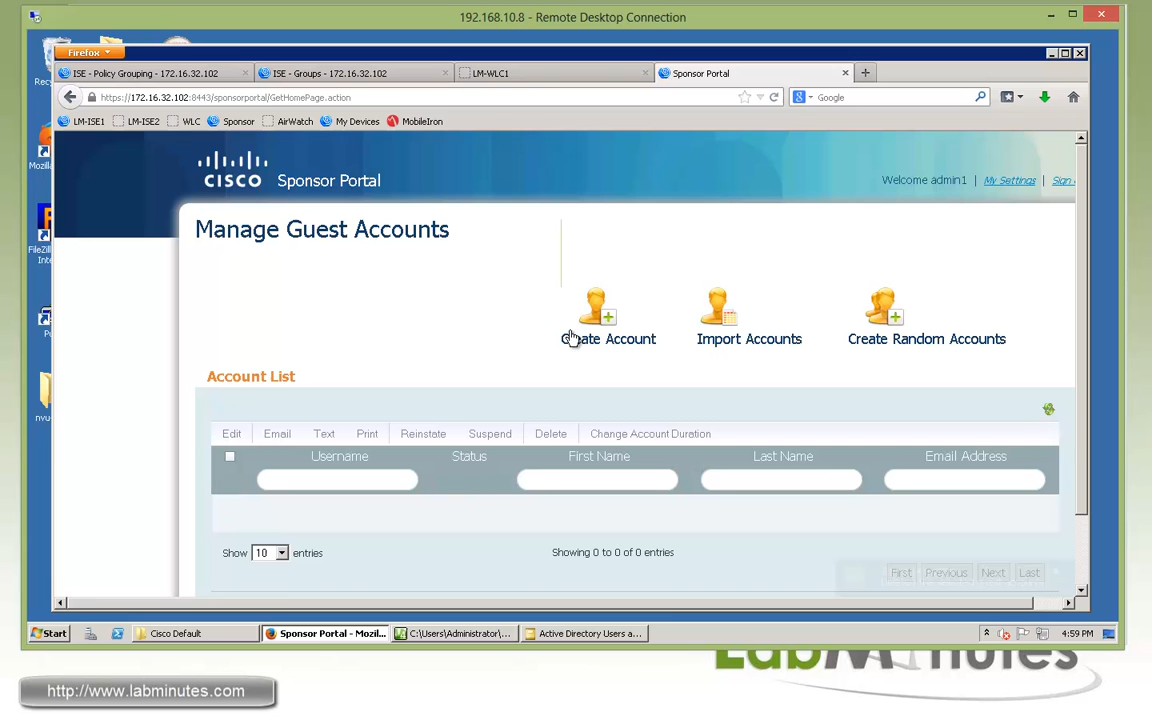 192.168.10.8 - Remote Desktop Connection
Firefox
ISE - Policy Grouping - 172.16.32.102
ISE - Groups - 172.16.32.102
LM-WLC1
Sponsor Portal
https://172.16.32.102:8443/sponsorportal/GetHomePage.action
Google
LM-ISE1
LM-ISE2
WLC
Sponsor
AirWatch
My Devices
MobileIron
CISCO
Sponsor Portal
Welcome admin1 | My Settings | Sign
Manage Guest Accounts
Create Account
Import Accounts
Create Random Accounts
Account List
Edit
Email
Text
Print
Reinstate
Suspend
Delete
Change Account Duration
Username
Status
First Name
Last Name
Email Address
Show 10 entries
Showing 0 to 0 of 0 entries
First
Previous
Next
Last
Start
Cisco Default
Sponsor Portal - Mozil...
C:\Users\Administrator\...
Active Directory Users a...
4:59 PM
LabMinutes
http://www.labminutes.com